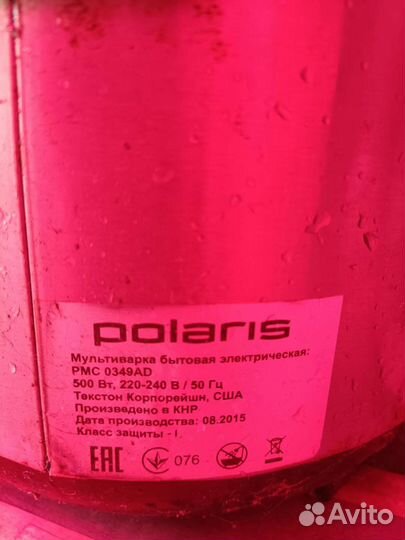 polaris
Мультиварка бытовая электрическая:
PMC 0349AD
500 Вт, 220-240 В / 50 Гц
Текстон Корпорейшн, США
Произведено в КНР
Дата производства: 08.2015
Класс защиты - I
EAC 076
Avito